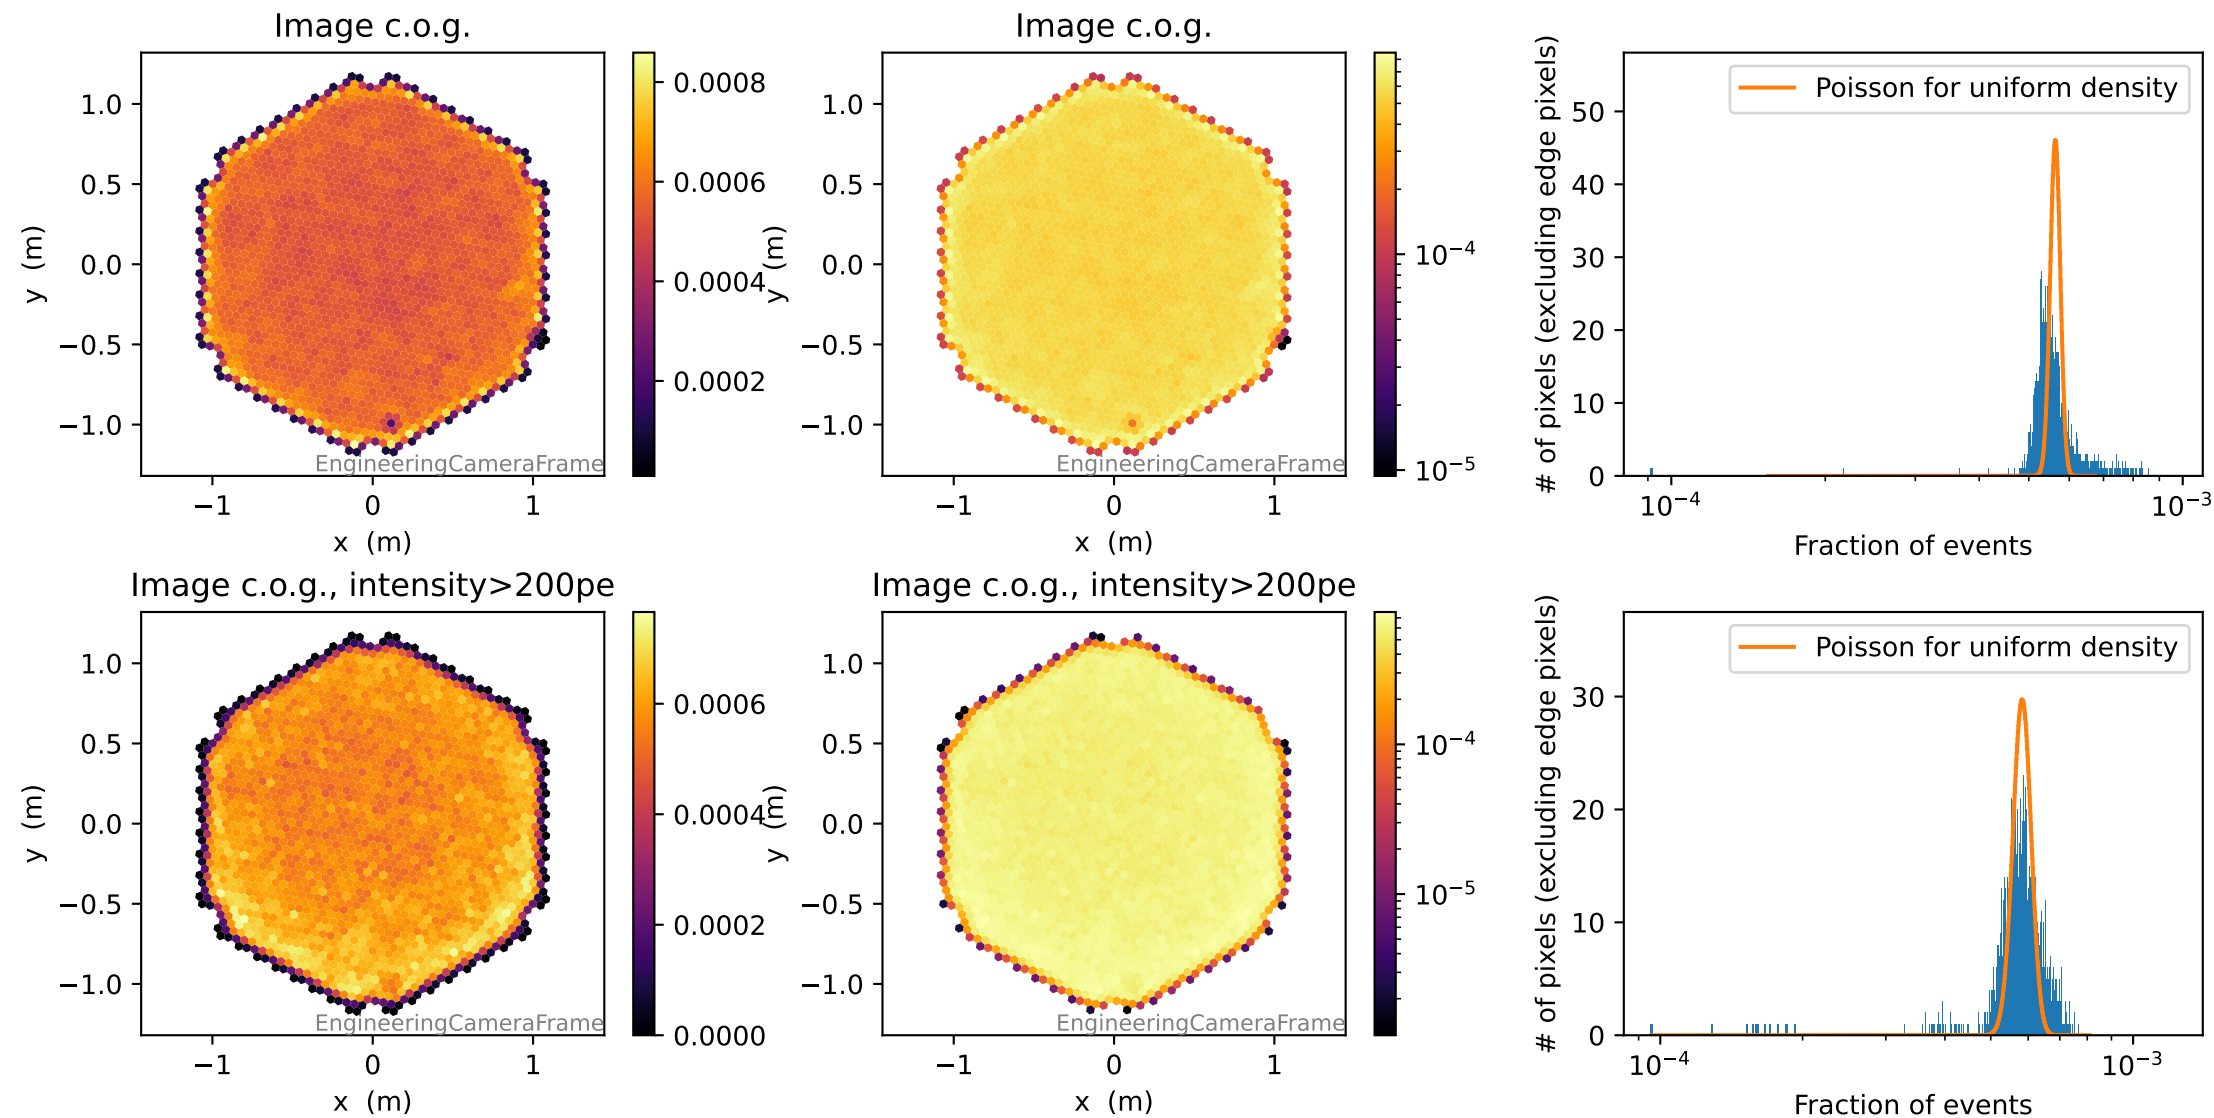 Image c.o.g.
y (m)
1.0
0.5
0.0
−0.5
−1.0
−1
0
1
x (m)
EngineeringCameraFrame
0.0008
0.0006
0.0004
0.0002
Image c.o.g.
y (m)
1.0
0.5
0.0
−0.5
−1.0
−1
0
1
x (m)
EngineeringCameraFrame
10⁻⁴
10⁻⁵
# of pixels (excluding edge pixels)
50
40
30
20
10
0
Poisson for uniform density
10⁻⁴
10⁻³
Fraction of events
Image c.o.g., intensity>200pe
y (m)
1.0
0.5
0.0
−0.5
−1.0
−1
0
1
x (m)
EngineeringCameraFrame
0.0006
0.0004
0.0002
0.0000
Image c.o.g., intensity>200pe
y (m)
1.0
0.5
0.0
−0.5
−1.0
−1
0
1
x (m)
EngineeringCameraFrame
10⁻⁴
10⁻⁵
# of pixels (excluding edge pixels)
30
20
10
0
Poisson for uniform density
10⁻⁴
10⁻³
Fraction of events